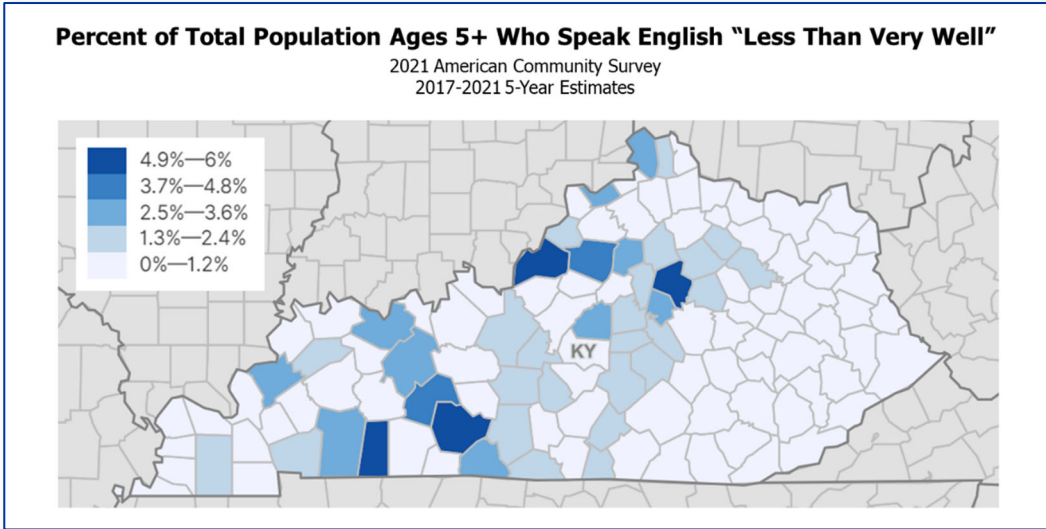 Percent of Total Population Ages 5+ Who Speak English “Less Than Very Well”
2021 American Community Survey
2017-2021 5-Year Estimates
4.9%—6%
3.7%—4.8%
2.5%—3.6%
1.3%—2.4%
0%—1.2%
KY